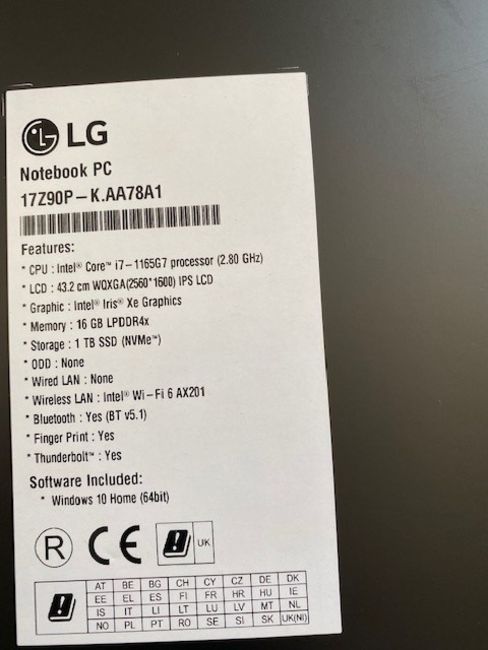 LG
Notebook PC
17Z90P-K.AA78A1
Features:
* CPU : Intel® Core™ i7-1165G7 processor (2.80 GHz)
* LCD : 43.2 cm WQXGA(2560*1600) IPS LCD
* Graphic : Intel® Iris® Xe Graphics
* Memory : 16 GB LPDDR4x
* Storage : 1 TB SSD (NVMe™)
* ODD : None
* Wired LAN : None
* Wireless LAN : Intel® Wi-Fi 6 AX201
* Bluetooth : Yes (BT v5.1)
* Finger Print : Yes
* Thunderbolt™ : Yes
Software Included:
* Windows 10 Home (64bit)
R CE UK
AT BE BG CH CY CZ DE DK
EE EL ES FI FR HR HU IE
IS IT LI LT LU LV MT NL
NO PL PT RO SE SI SK UK(NI)